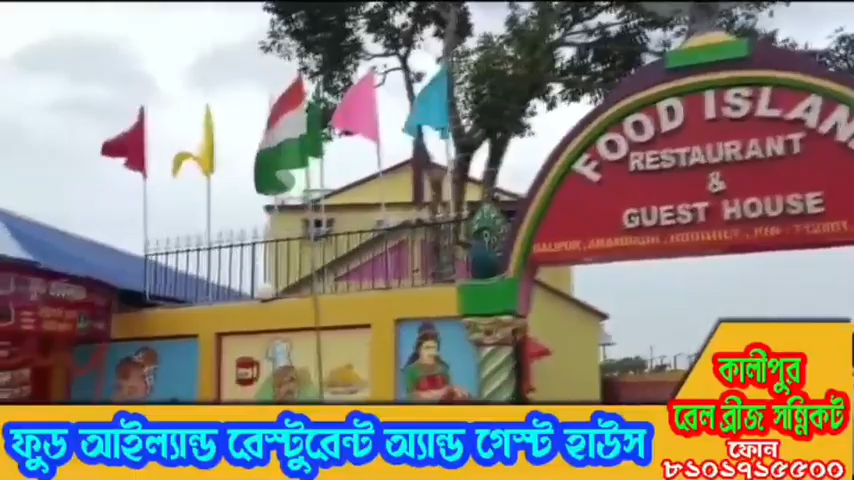 FOOD ISLAND
RESTAURANT
&
GUEST HOUSE
কালীপুর
রেল ব্রীজ সন্নিকট
ফোন
৮১০১৭১৫৫০০
ফুড আইল্যান্ড রেস্টুরেন্ট অ্যান্ড গেস্ট হাউস